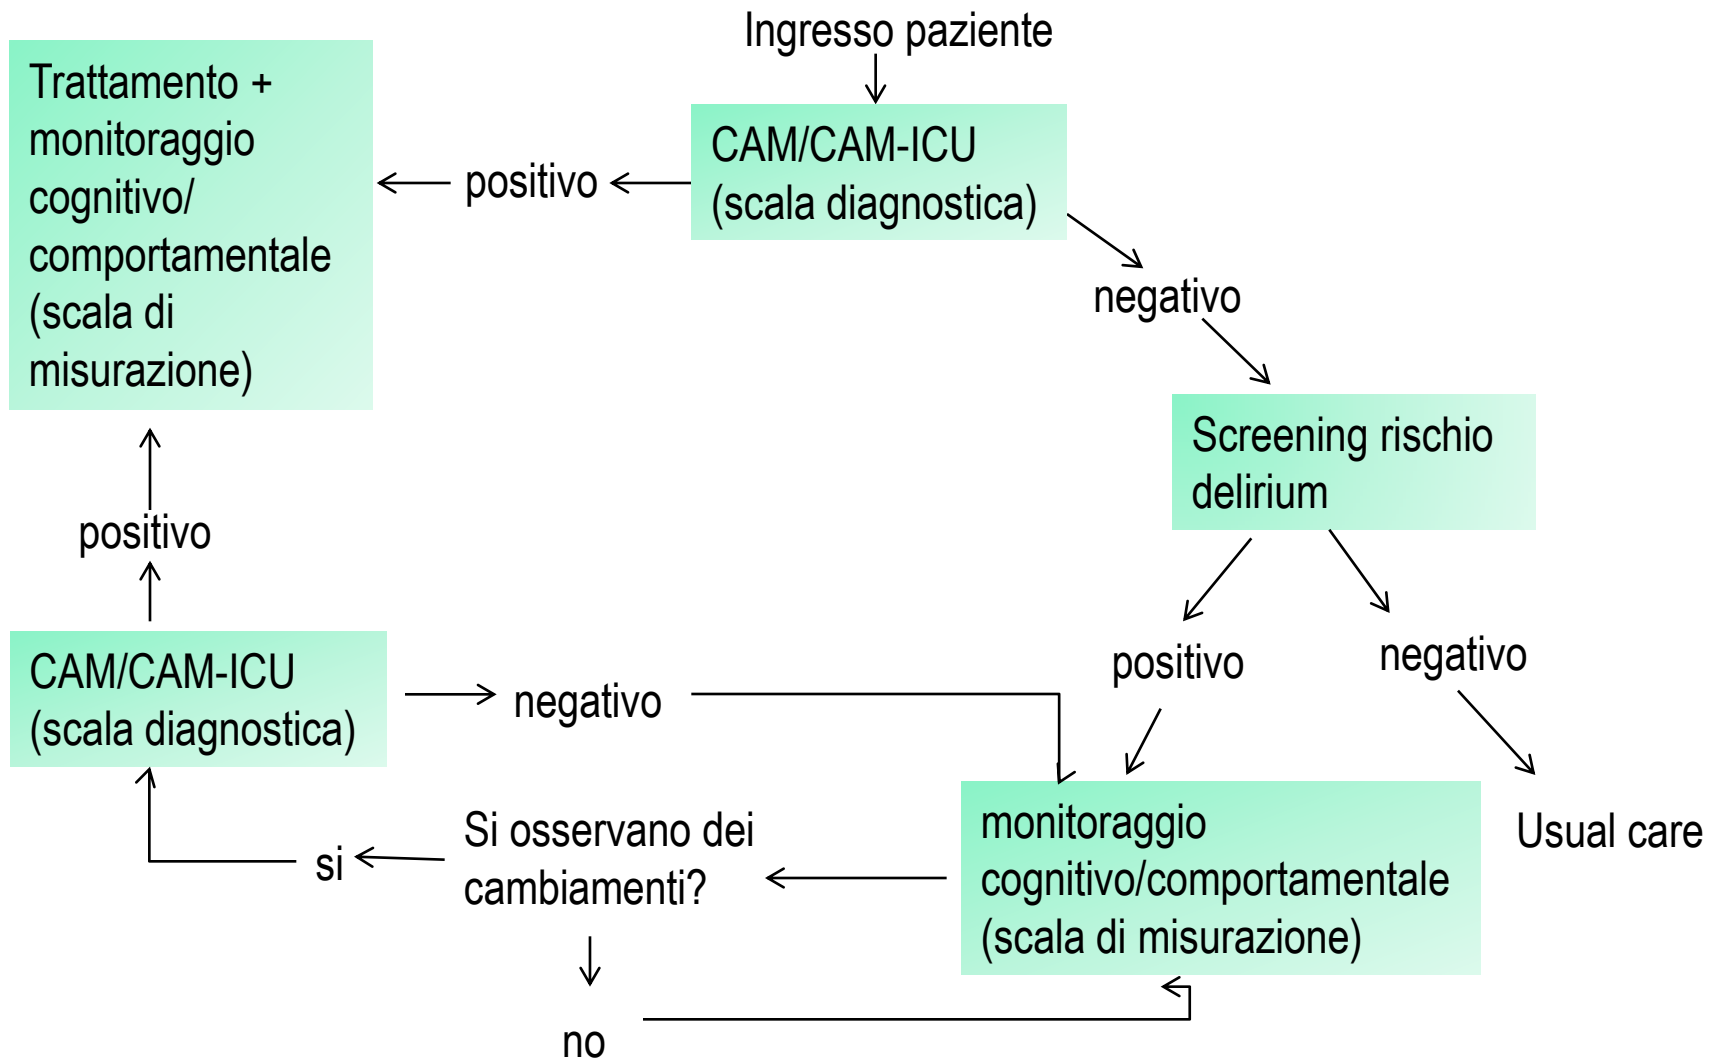 Ingresso paziente
Trattamento +
monitoraggio
cognitivo/
comportamentale
(scala di
misurazione)
positivo
CAM/CAM-ICU
(scala diagnostica)
negativo
Screening rischio
delirium
positivo
positivo
negativo
CAM/CAM-ICU
(scala diagnostica)
negativo
si
Si osservano dei
cambiamenti?
monitoraggio
cognitivo/comportamentale
(scala di misurazione)
Usual care
no